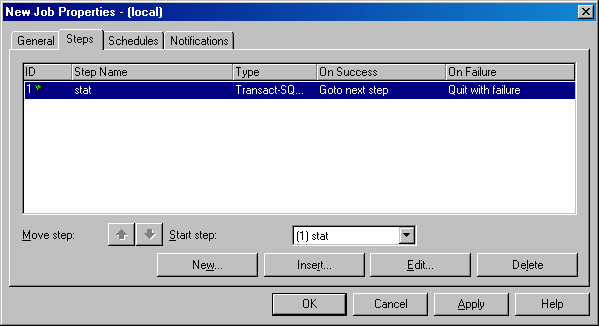 New Job Properties - (local)
General Steps Schedules Notifications
ID Step Name Type On Success On Failure
1 stat Transact-SQ... Goto next step Quit with failure
Move step: Start step: (1) stat
New... Insert... Edit... Delete
OK Cancel Apply Help